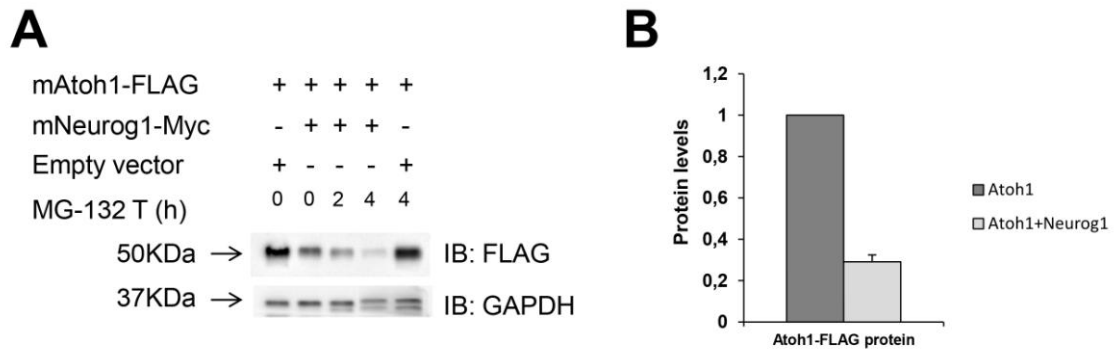 A
mAtoh1-FLAG + + + + +
mNeurog1-Myc - + + + -
Empty vector + - - - +
MG-132 T (h) 0 0 2 4 4
50KDa → IB: FLAG
37KDa → IB: GAPDH
B
Protein levels
1,2
1
0,8
0,6
0,4
0,2
0
Atoh1-FLAG protein
Atoh1
Atoh1+Neurog1